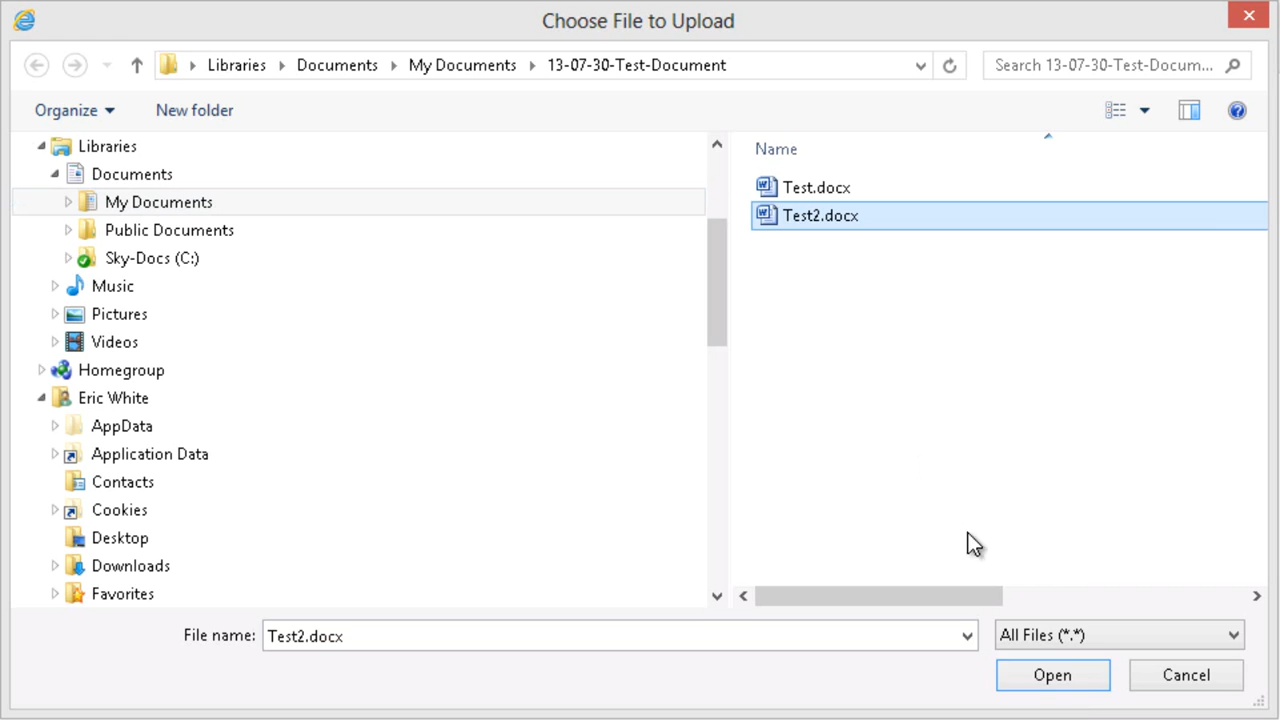 Choose File to Upload
Libraries Documents My Documents 13-07-30-Test-Document
Search 13-07-30-Test-Docum...
Organize New folder
Libraries
Documents
My Documents
Public Documents
Sky-Docs (C:)
Music
Pictures
Videos
Homegroup
Eric White
AppData
Application Data
Contacts
Cookies
Desktop
Downloads
Favorites
Name
Test.docx
Test2.docx
File name: Test2.docx
All Files (*.*)
Open Cancel